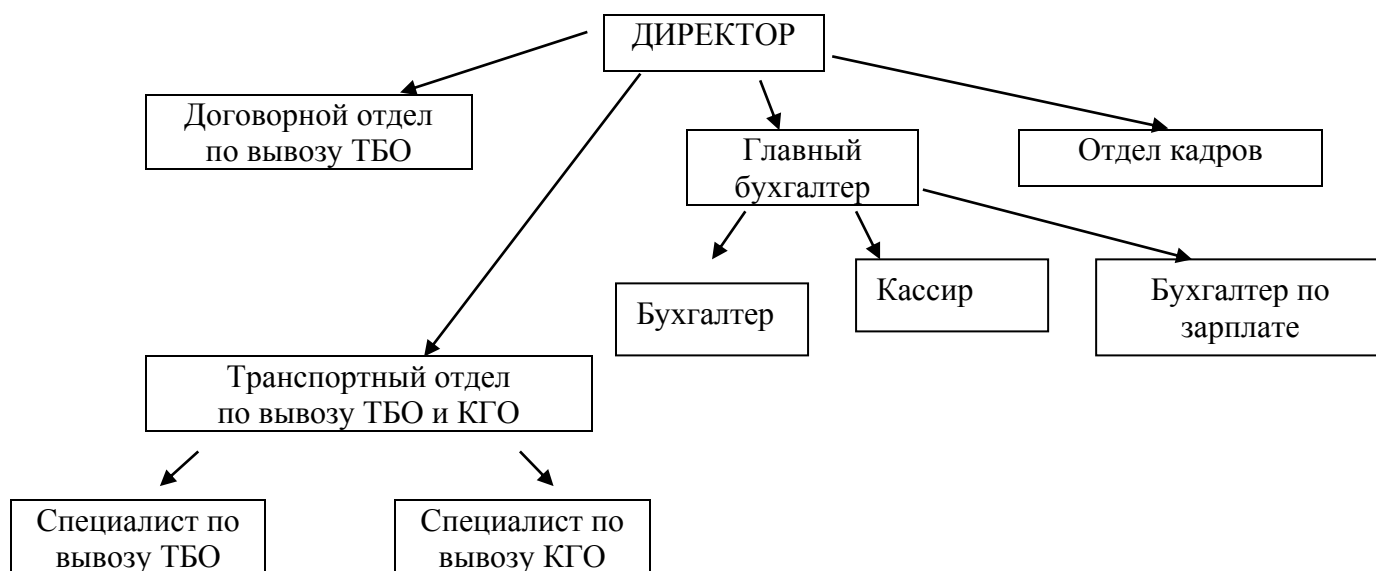 ДИРЕКТОР
Договорной отдел
по вывозу ТБО
Главный
бухгалтер
Отдел кадров
Бухгалтер
Кассир
Бухгалтер по
зарплате
Транспортный отдел
по вывозу ТБО и КГО
Специалист по
вывозу ТБО
Специалист по
вывозу КГО